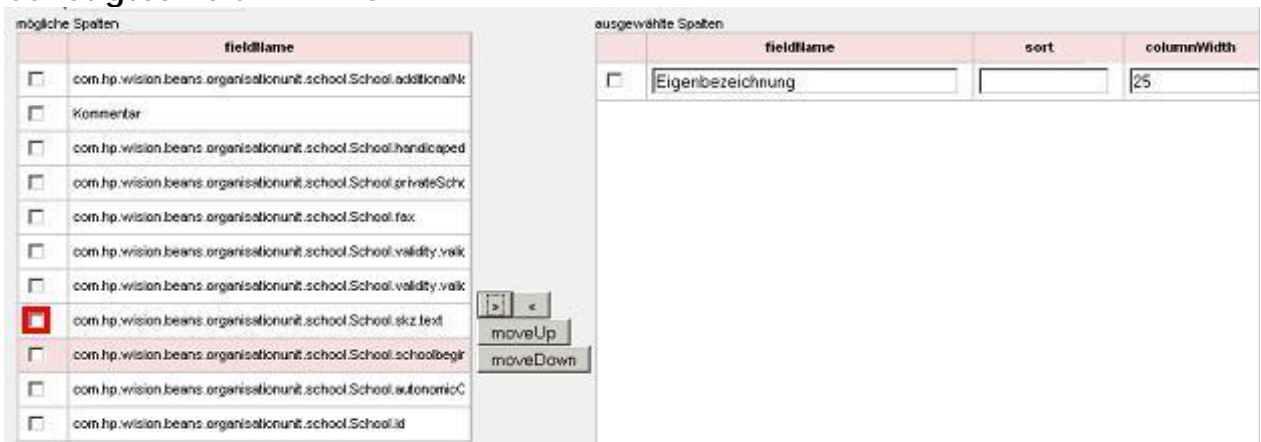 mögliche Spalten
fieldName
com.hp.wision.beans.organisationunit.school.School.additionalNa
Kommentar
com.hp.wision.beans.organisationunit.school.School.handicaped
com.hp.wision.beans.organisationunit.school.School.privateScho
com.hp.wision.beans.organisationunit.school.School.fax
com.hp.wision.beans.organisationunit.school.School.validity.valid
com.hp.wision.beans.organisationunit.school.School.validity.valid
com.hp.wision.beans.organisationunit.school.School.skz.text
com.hp.wision.beans.organisationunit.school.School.schoolbegin
com.hp.wision.beans.organisationunit.school.School.autonomicC
com.hp.wision.beans.organisationunit.school.School.id
> <
moveUp
moveDown
ausgewählte Spalten
fieldName sort columnWidth
Eigenbezeichnung 25